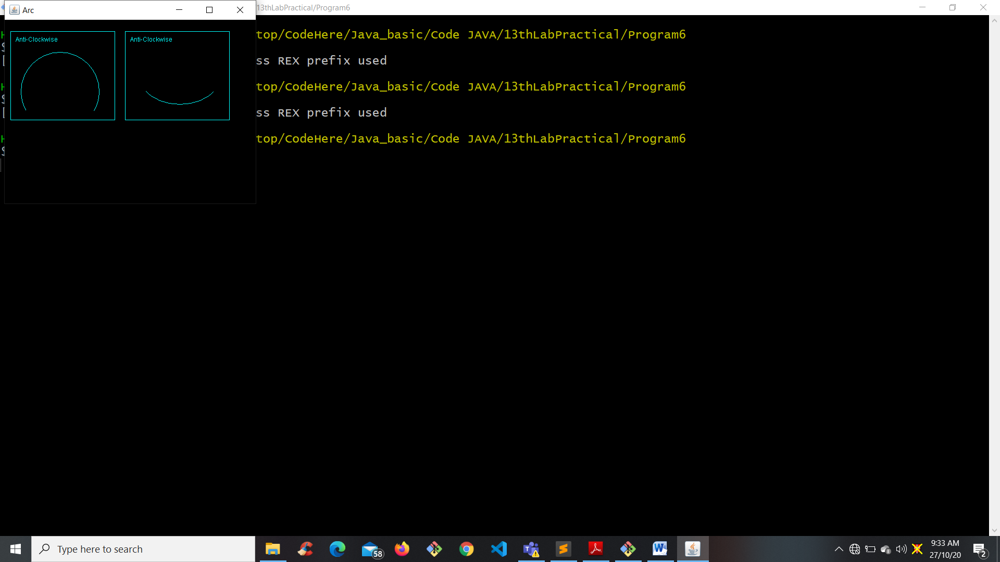 Arc
/13thLabPractical/Program6
Anti-Clockwise
Anti-Clockwise
top/CodeHere/Java_basic/Code JAVA/13thLabPractical/Program6
$
[
ss REX prefix used
top/CodeHere/Java_basic/Code JAVA/13thLabPractical/Program6
$
[
ss REX prefix used
top/CodeHere/Java_basic/Code JAVA/13thLabPractical/Program6
$
Type here to search
58
9:33 AM
27/10/20
2